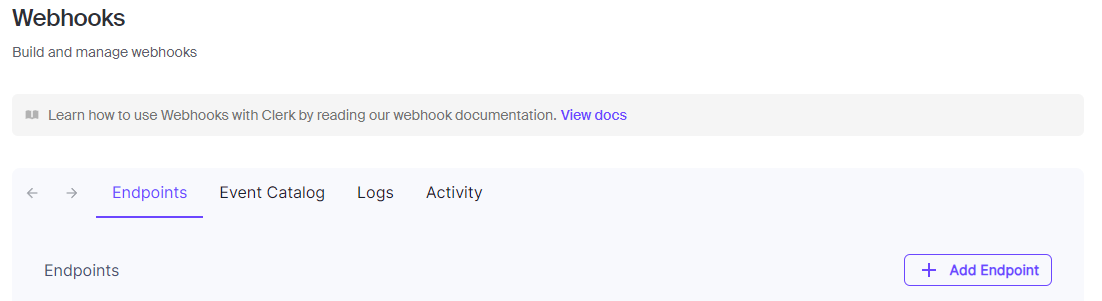 Webhooks
Build and manage webhooks
Learn how to use Webhooks with Clerk by reading our webhook documentation. View docs
Endpoints Event Catalog Logs Activity
Endpoints Add Endpoint